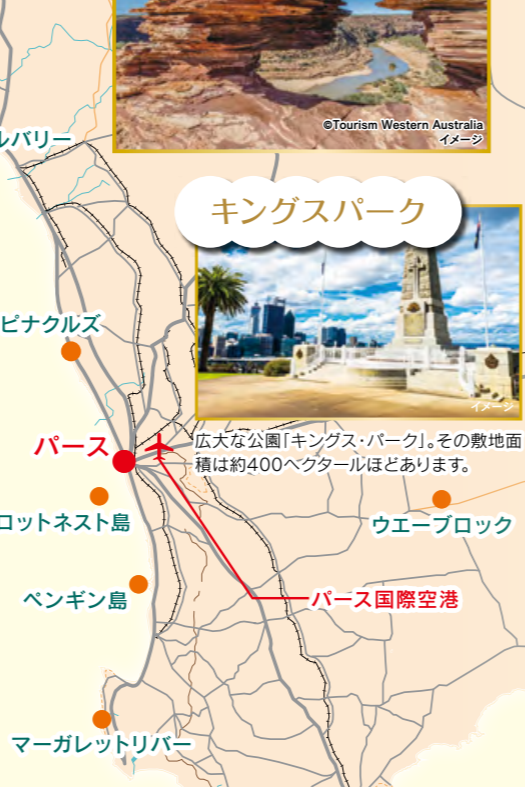 ©Tourism Western Australia
イメージ
ルバリー
キングスパーク
ピナクルズ
イメージ
広大な公園「キングス・パーク」。その敷地面
積は約400ヘクタールほどあります。
パース
ロットネスト島
ウエーブロック
ペンギン島
パース国際空港
マーガレットリバー